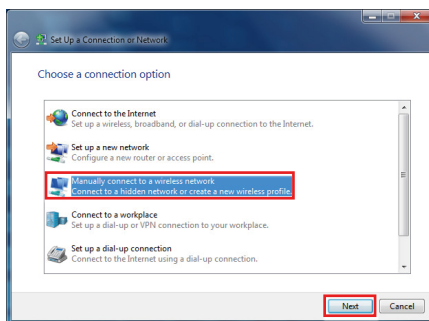 Set Up a Connection or Network
Choose a connection option
Connect to the Internet
Set up a wireless, broadband, or dial-up connection to the Internet.
Set up a new network
Configure a new router or access point.
Manually connect to a wireless network
Connect to a hidden network or create a new wireless profile.
Connect to a workplace
Set up a dial-up or VPN connection to your workplace.
Set up a dial-up connection
Connect to the Internet using a dial-up connection.
Next Cancel